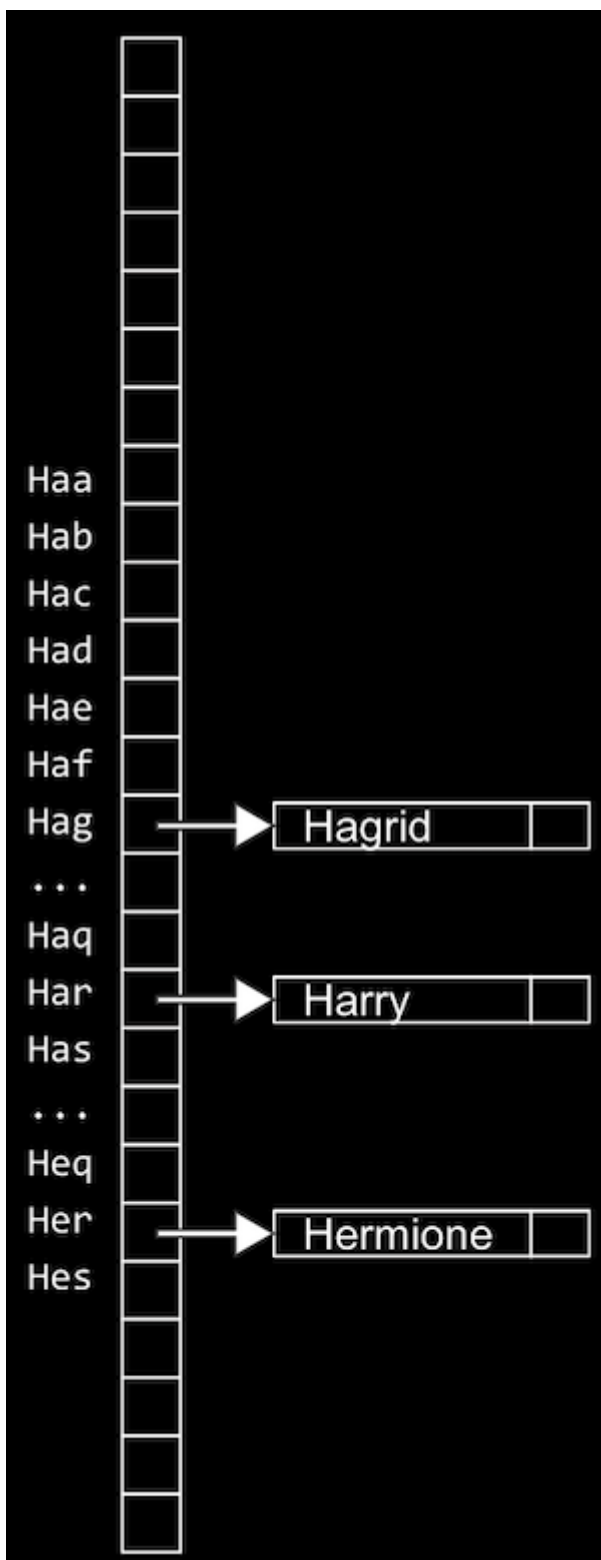 Haa
Hab
Hac
Had
Hae
Haf
Hag Hagrid
...
Haq
Har Harry
Has
...
Heq
Her Hermione
Hes